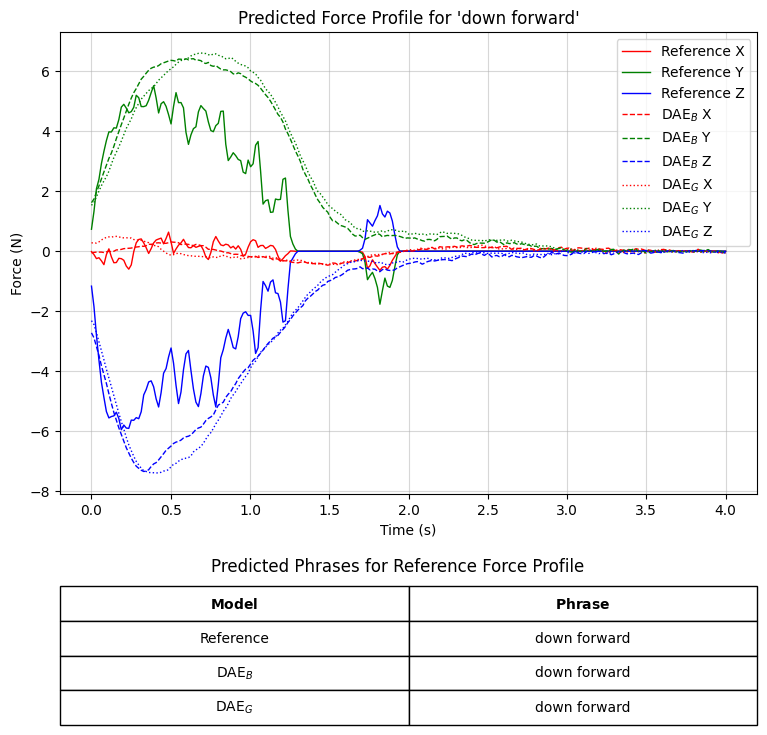 Predicted Force Profile for 'down forward'
Force (N)
6
4
2
0
−2
−4
−6
−8
0.0 0.5 1.0 1.5 2.0 2.5 3.0 3.5 4.0
Time (s)
Reference X
Reference Y
Reference Z
DAE_B X
DAE_B Y
DAE_B Z
DAE_G X
DAE_G Y
DAE_G Z
Predicted Phrases for Reference Force Profile
Model Phrase
Reference down forward
DAE_B down forward
DAE_G down forward